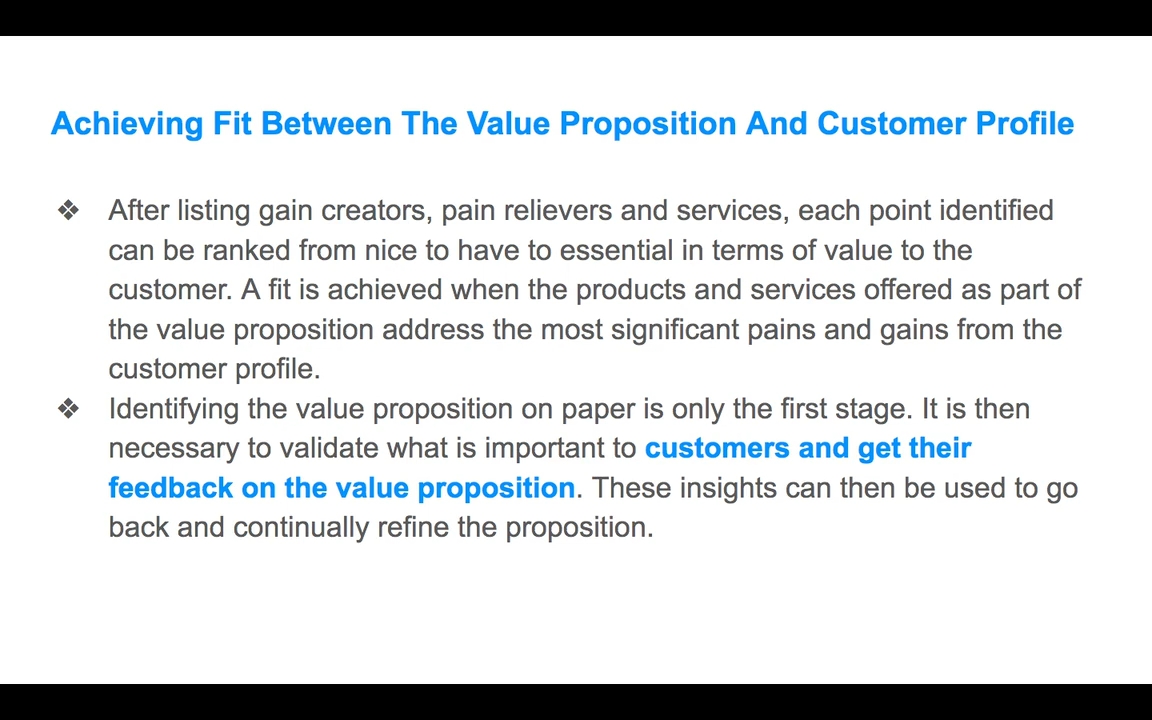 Achieving Fit Between The Value Proposition And Customer Profile
❖ After listing gain creators, pain relievers and services, each point identified
can be ranked from nice to have to essential in terms of value to the
customer. A fit is achieved when the products and services offered as part of
the value proposition address the most significant pains and gains from the
customer profile.
❖ Identifying the value proposition on paper is only the first stage. It is then
necessary to validate what is important to customers and get their
feedback on the value proposition. These insights can then be used to go
back and continually refine the proposition.